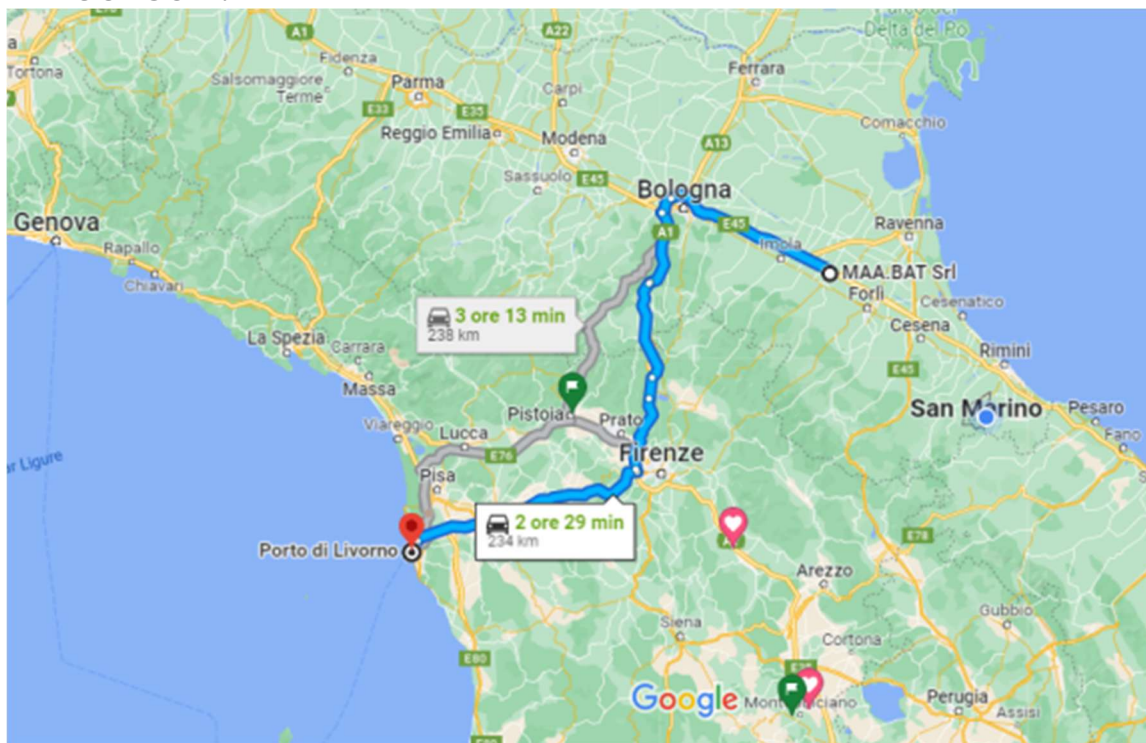 A1
A22
Delta del Po
Tortona
Fidenza
Salsomaggiore
Terme
Parma
Ferrara
E33
E35
Carpi
Reggio Emilia
Modena
A13
Comacchio
Sassuolo
E45
Bologna
Genova
A1
E45
Ravenna
Rapallo
Imola
Chiavari
MAA.BAT Srl
Forlì
Cesenatico
3 ore 13 min
238 km
Cesena
La Spezia
Carrara
Rimini
Massa
E45
Pistoia
San Marino
Pesaro
Viareggio
Prato
Fano
Lucca
E76
Firenze
ar Ligure
Pisa
2 ore 29 min
234 km
Porto di Livorno
E78
Arezzo
Siena
Gubbio
Cortona
E80
Google
Perugia
Assisi
E80